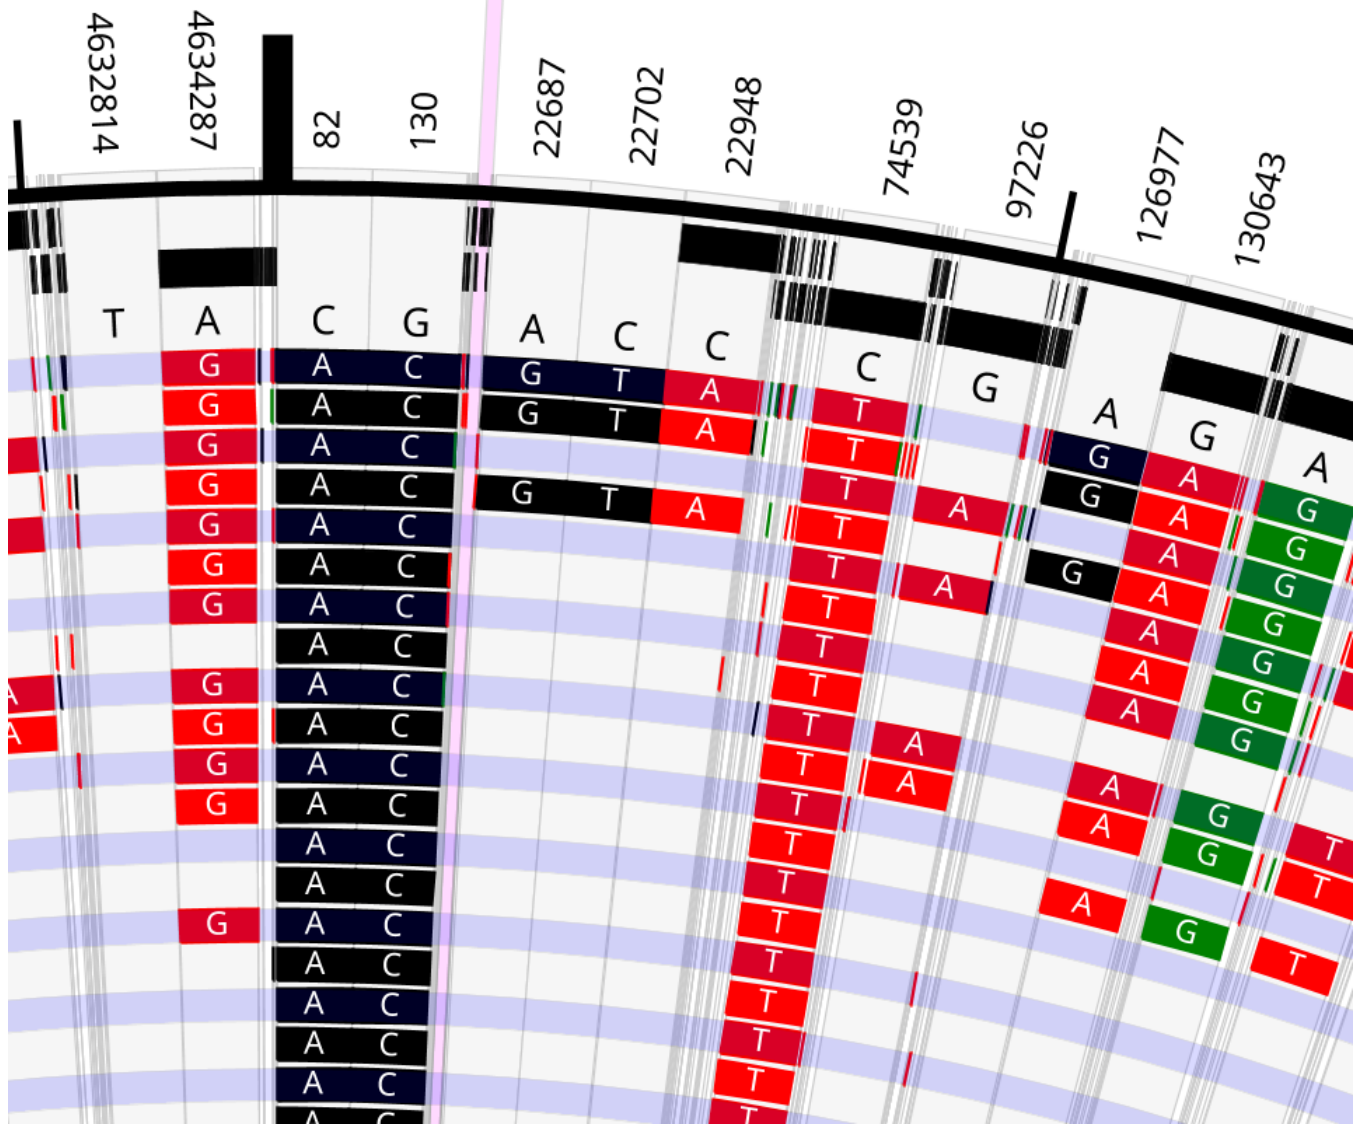 4632814 4634287 82 130 22687 22702 22948 74539 97226 126977 130643
T A C G A C C C G A G A
G A C G T A T G A G
G A C G T A T G A G
G A C T A A G
G A C G T A T G A G
G A C T A A G
G A C T A G
G A C T A G
A C T
A G A C T A A G T
A G A C T A A G T
G A C T
G A C T A G T
A C T
A C T
G A C T
A C T
A C T
A C T
A C T
A C